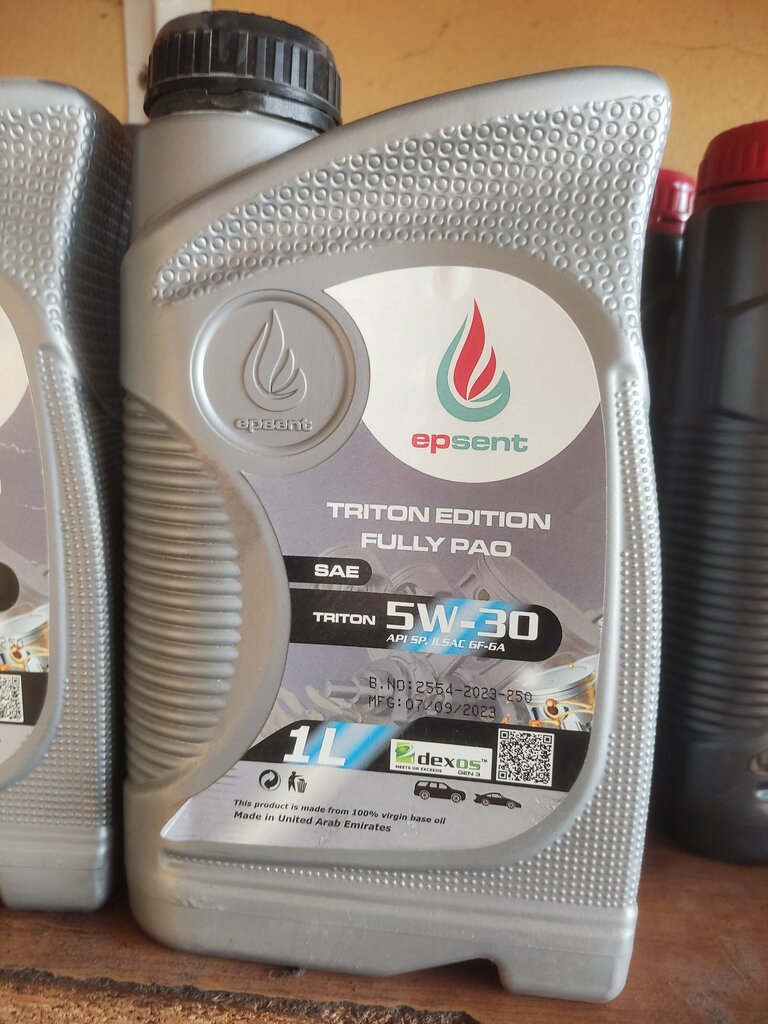 epsent
epsent
TRITON EDITION
FULLY PAO
SAE
TRITON 5W-30
API SP, ILSAC GF-6A
B.NO:2554-2023-250
MFG:07/09/2023
1L
dexos™
MEETS OR EXCEEDS GEN 3
This product is made from 100% virgin base oil
Made in United Arab Emirates